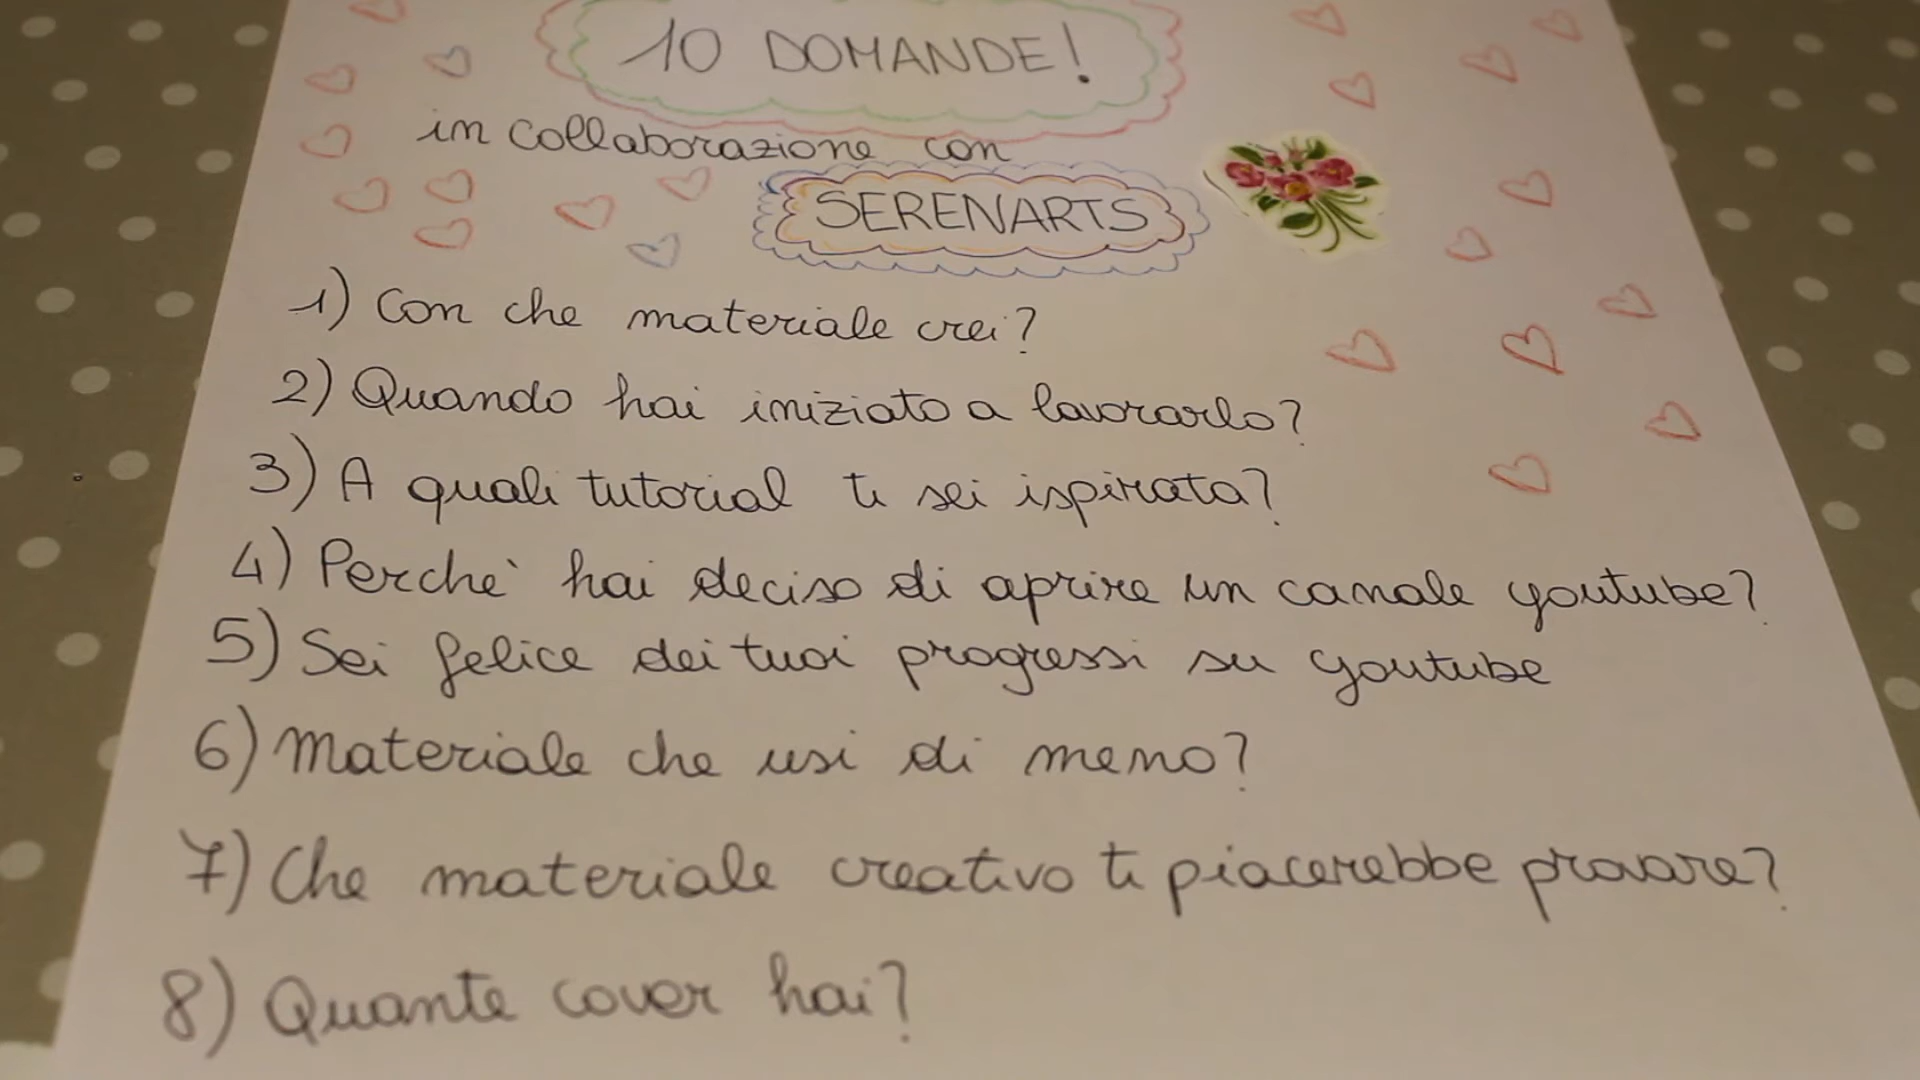 10 DOMANDE!
in collaborazione con
SERENARTS
1) Con che materiale crei?
2) Quando hai iniziato a lavorarlo?
3) A quali tutorial ti sei ispirata?
4) Perchè hai deciso di aprire un canale youtube?
5) Sei felice dei tuoi progressi su youtube
6) Materiale che usi di meno?
7) Che materiale creativo ti piacerebbe provare?
8) Quante cover hai?